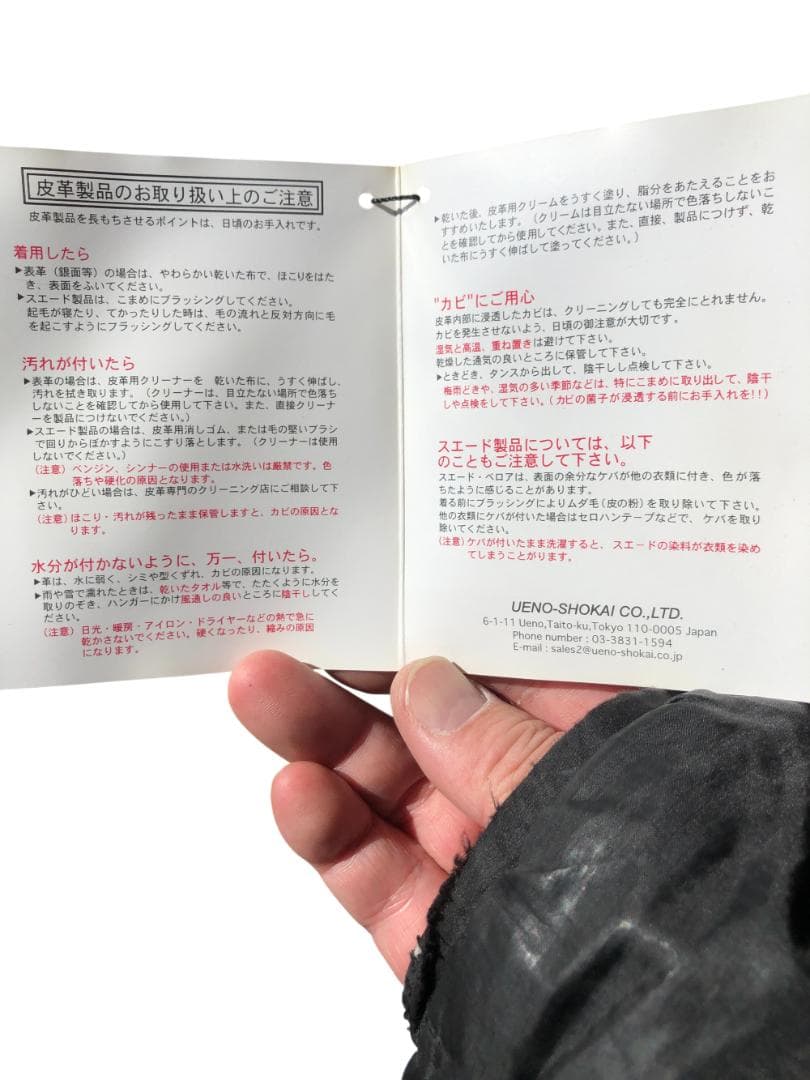 皮革製品のお取り扱い上のご注意
皮革製品を長もちさせるポイントは、日頃のお手入れです。
着用したら
▶表革（銀面等）の場合は、やわらかい乾いた布で、ほこりをはた
き、表面をふいてください。
▶スエード製品は、こまめにブラッシングしてください。
起毛が寝たり、てかったりした時は、毛の流れと反対方向に毛
を起こすようにブラッシングしてください。
汚れが付いたら
▶表革の場合は、皮革用クリーナーを 乾いた布に、うすく伸ばし、
汚れを拭き取ります。（クリーナーは、目立たない場所で色落ち
しないことを確認してから使用して下さい。また、直接クリーナ
ーを製品につけないでください。）
▶スエード製品の場合は、皮革用消しゴム、または毛の堅いブラシ
で回りからぼかすようにこすり落とします。（クリーナーは使用
しないでください。）
（注意）ベンジン、シンナーの使用または水洗いは厳禁です。色
落ちや硬化の原因となります。
▶汚れがひどい場合は、皮革専門のクリーニング店にご相談して下
さい。
（注意）ほこり・汚れが残ったまま保管しますと、カビの原因とな
ります。
水分が付かないように、万一、付いたら。
▶革は、水に弱く、シミや型くずれ、カビの原因になります。
▶雨や雪で濡れたときは、乾いたタオル等で、たたくように水分を
取りのぞき、ハンガーにかけ風通しの良いところに陰干ししてく
ださい。
（注意）日光・暖房・アイロン・ドライヤーなどの熱で急に
乾かさないでください。硬くなったり、縮みの原因
になります。
▶乾いた後、皮革用クリームをうすく塗り、脂分をあたえることをお
すすめいたします。（クリームは目立たない場所で色落ちしないこ
とを確認してから使用してください。また、直接、製品につけず、乾
いた布にうすく伸ばして塗ってください。）
"カビ"にご用心
皮革内部に浸透したカビは、クリーニングしても完全にとれません。
カビを発生させないよう、日頃の御注意が大切です。
湿気と高温、重ね置きは避けて下さい。
乾燥した通気の良いところに保管して下さい。
▶ときどき、タンスから出して、陰干しし点検して下さい。
梅雨どきや、湿気の多い季節などは、特にこまめに取り出して、陰干
しや点検をして下さい。（カビの菌子が浸透する前にお手入れを!!）
スエード製品については、以下
のこともご注意して下さい。
スエード・ベロアは、表面の余分なケバが他の衣類に付き、色が落
ちたように感じることがあります。
着る前にブラッシングによりムダ毛（皮の粉）を取り除いて下さい。
他の衣類にケバが付いた場合はセロハンテープなどで、ケバを取り
除いてください。
（注意）ケバが付いたまま洗濯すると、スエードの染料が衣類を染め
てしまうことがります。
UENO-SHOKAI CO.,LTD.
6-1-11 Ueno,Taito-ku,Tokyo 110-0005 Japan
Phone number : 03-3831-1594
E-mail : sales2@ueno-shokai.co.jp